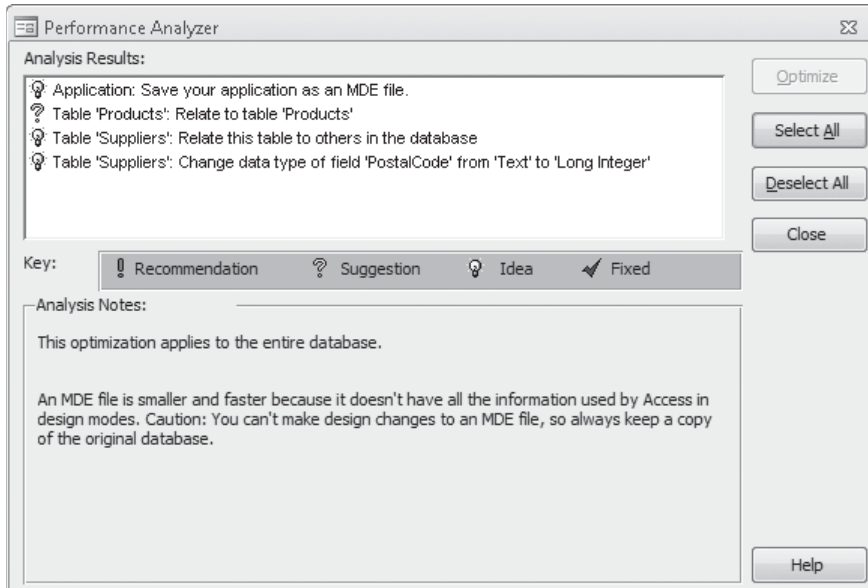 Performance Analyzer
Analysis Results:
Application: Save your application as an MDE file.
Table 'Products': Relate to table 'Products'
Table 'Suppliers': Relate this table to others in the database
Table 'Suppliers': Change data type of field 'PostalCode' from 'Text' to 'Long Integer'
Optimize
Select All
Deselect All
Close
Key:
Recommendation
Suggestion
Idea
Fixed
Analysis Notes:
This optimization applies to the entire database.
An MDE file is smaller and faster because it doesn't have all the information used by Access in
design modes. Caution: You can't make design changes to an MDE file, so always keep a copy
of the original database.
Help